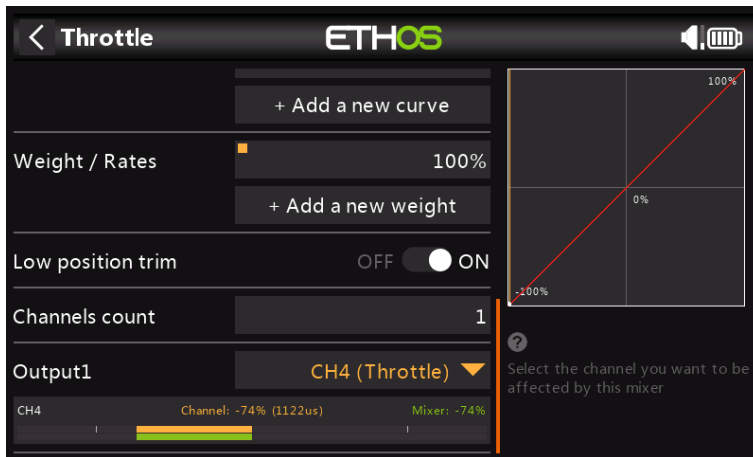 Throttle
ETHOS
+ Add a new curve
Weight / Rates
100%
+ Add a new weight
Low position trim
OFF
ON
Channels count
1
Output1
CH4 (Throttle)
CH4
Channel: -74% (1122us)
Mixer: -74%
100%
0%
-100%
?
Select the channel you want to be
affected by this mixer